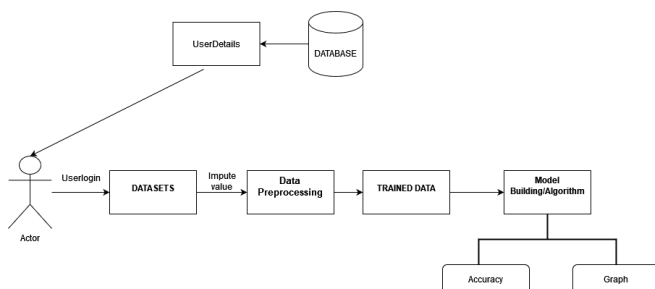 UserDetails
DATABASE
Userlogin
DATASETS
Impute
value
Data
Preprocessing
TRAINED DATA
Model
Building/Algorithm
Actor
Accuracy
Graph